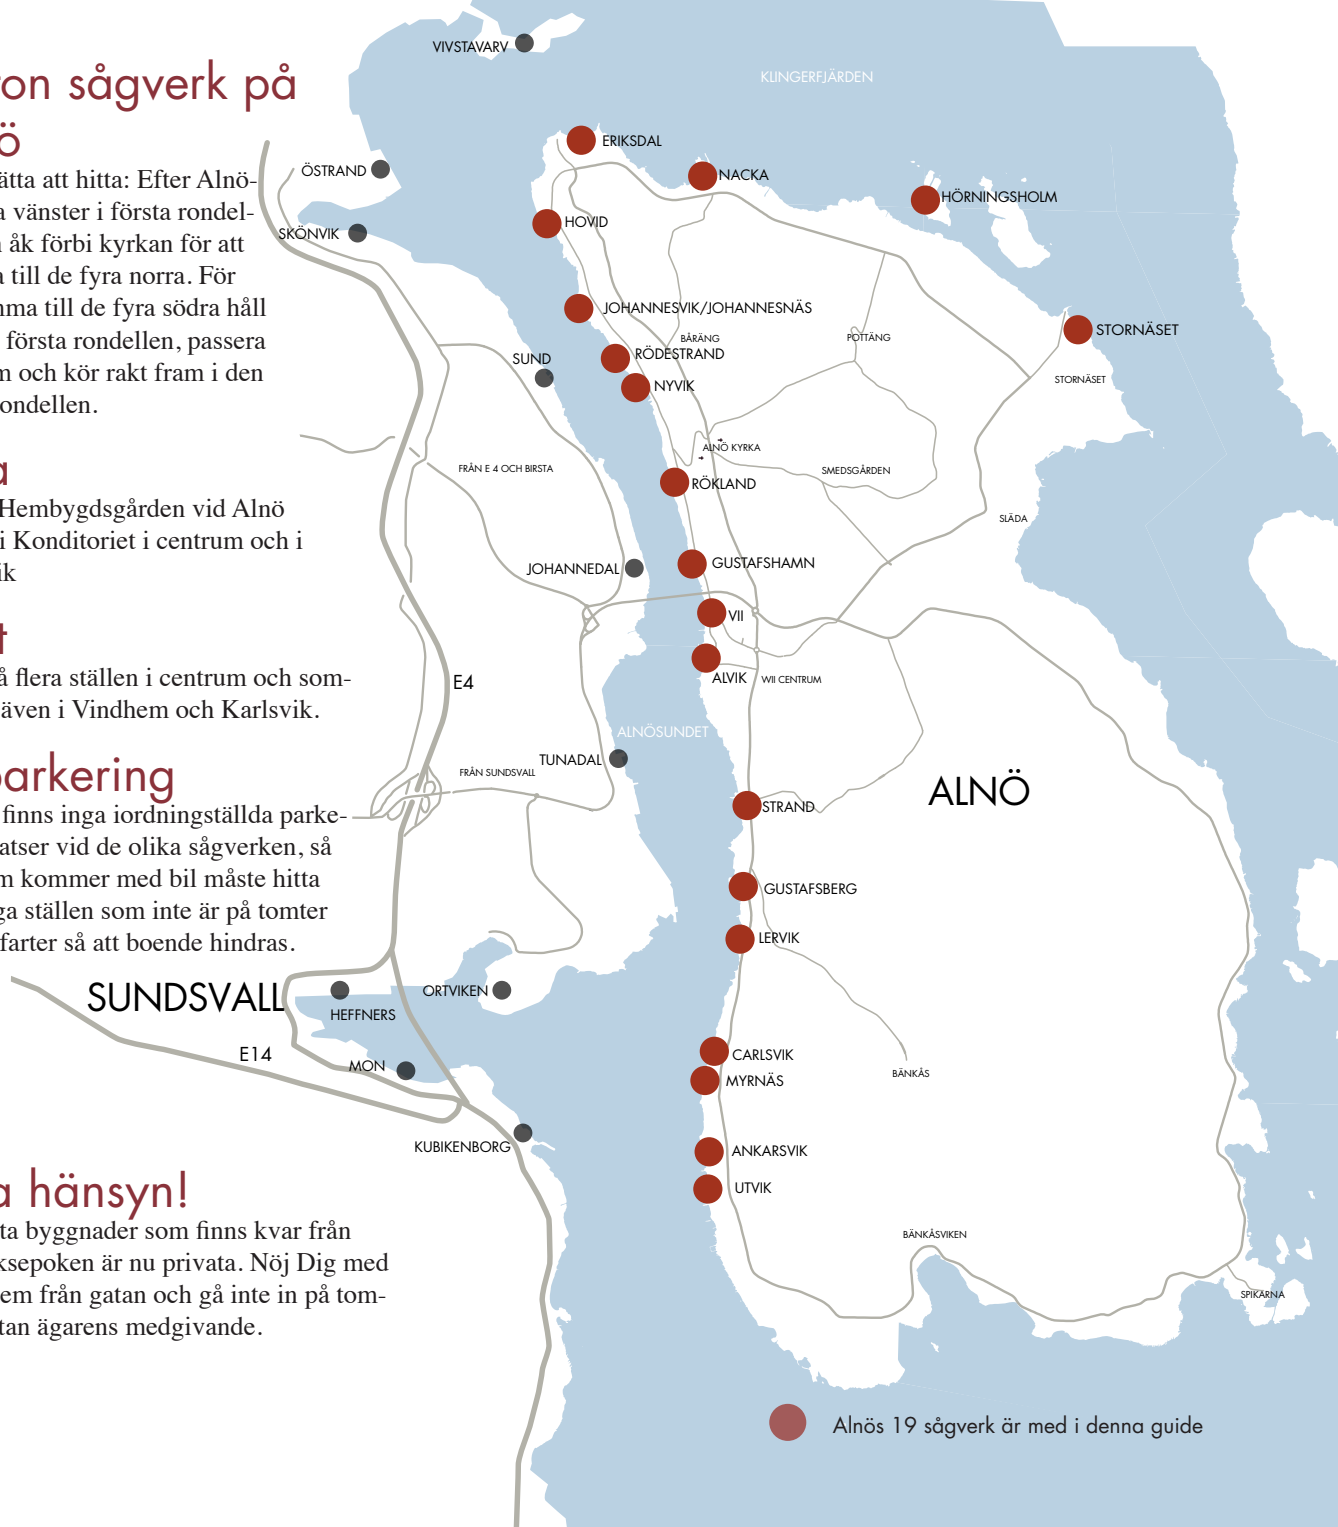 ton sågverk på
ö
ätta att hitta: Efter Alnö-
a vänster i första rondel-
åk förbi kyrkan för att
a till de fyra norra. För
mma till de fyra södra håll
första rondellen, passera
m och kör rakt fram i den
rondellen.
a
Hembygdsgården vid Alnö
i Konditoriet i centrum och i
ik
t
å flera ställen i centrum och som-
även i Vindhem och Karlsvik.
parkering
finns inga iordningställda parke-
atser vid de olika sågverken, så
m kommer med bil måste hitta
ga ställen som inte är på tomter
farter så att boende hindras.
a hänsyn!
ta byggnader som finns kvar från
ksepoken är nu privata. Nöj Dig med
em från gatan och gå inte in på tom-
tan ägarens medgivande.
VIVSTAVARV
KLINGERFJÄRDEN
ERIKSDAL
ÖSTRAND
NACKA
HÖRNINGSHOLM
HOVID
SKÖNVIK
JOHANNESVIK/JOHANNESNÄS
STORNÄSET
BÅRÄNG
POTTÄNG
RÖDESTRAND
SUND
STORNÄSET
NYVIK
ALNÖ KYRKA
FRÅN E 4 OCH BIRSTA
SMEDSGÅRDEN
RÖKLAND
SLÄDA
GUSTAFSHAMN
JOHANNEDAL
VII
ALVIK
WII CENTRUM
E4
ALNÖSUNDET
TUNADAL
FRÅN SUNDSVALL
ALNÖ
STRAND
GUSTAFSBERG
LERVIK
SUNDSVALL
ORTVIKEN
HEFFNERS
E14
MON
CARLSVIK
BÄNKÅS
MYRNÄS
KUBIKENBORG
ANKARSVIK
UTVIK
BÄNKÅSVIKEN
SPIKARNA
Alnös 19 sågverk är med i denna guide